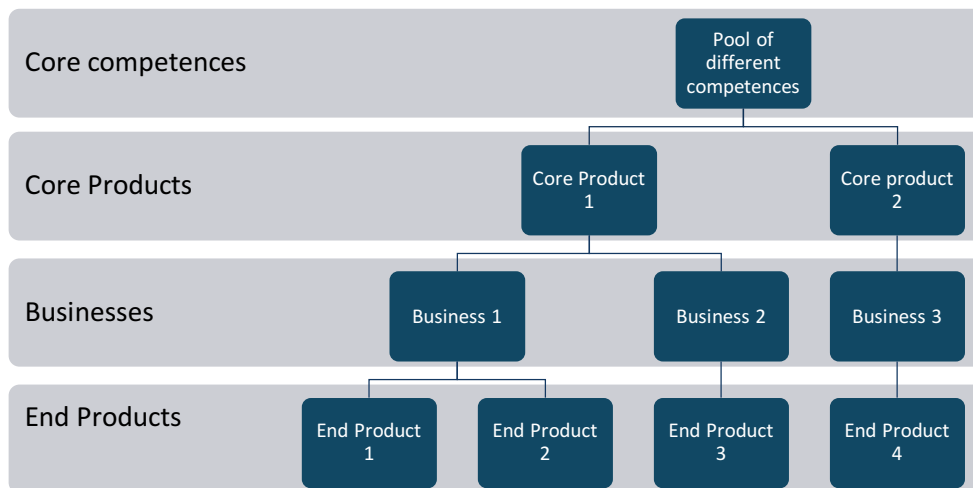 Core competences
Pool of
different
competences
Core Products
Core Product
1
Core product
2
Businesses
Business 1
Business 2
Business 3
End Products
End Product
1
End Product
2
End Product
3
End Product
4